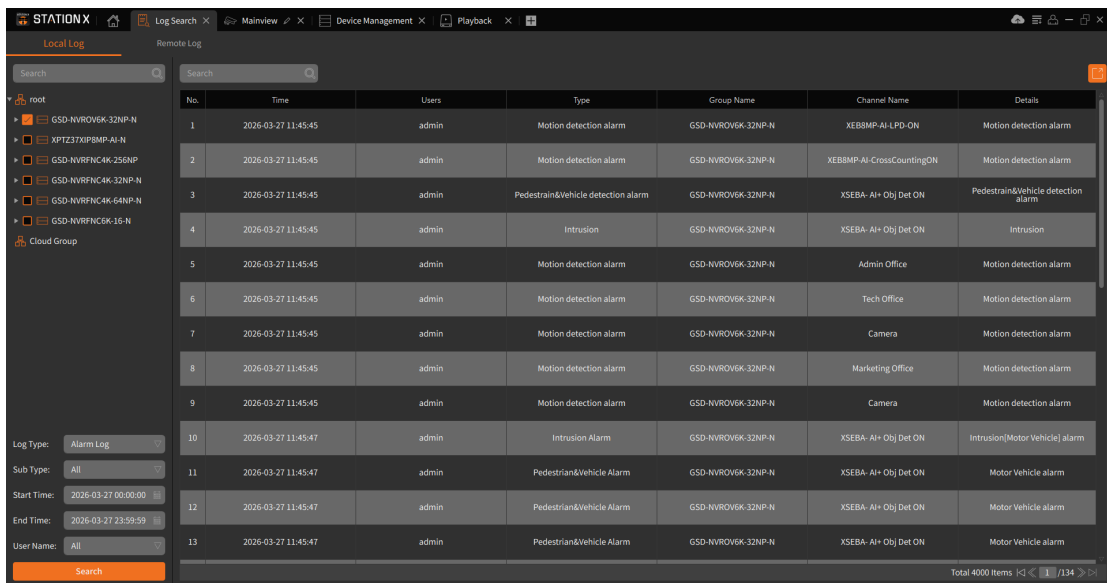 STATION X Log Search Mainview Device Management Playback
Local Log Remote Log
Search Search
root
GSD-NVROV6K-32NP-N
XPTZ37XIP8MP-AI-N
GSD-NVRFNC4K-256NP
GSD-NVRFNC4K-32NP-N
GSD-NVRFNC4K-64NP-N
GSD-NVRFNC6K-16-N
Cloud Group
Log Type: Alarm Log
Sub Type: All
Start Time: 2026-03-27 00:00:00
End Time: 2026-03-27 23:59:59
User Name: All
Search
No. Time Users Type Group Name Channel Name Details
1 2026-03-27 11:45:45 admin Motion detection alarm GSD-NVROV6K-32NP-N XEB8MP-AI-LPD-ON Motion detection alarm
2 2026-03-27 11:45:45 admin Motion detection alarm GSD-NVROV6K-32NP-N XEB8MP-AI-CrossCountingON Motion detection alarm
3 2026-03-27 11:45:45 admin Pedestrain&Vehicle detection alarm GSD-NVROV6K-32NP-N XSEBA- AI+ Obj Det ON Pedestrain&Vehicle detection
alarm
4 2026-03-27 11:45:45 admin Intrusion GSD-NVROV6K-32NP-N XSEBA- AI+ Obj Det ON Intrusion
5 2026-03-27 11:45:45 admin Motion detection alarm GSD-NVROV6K-32NP-N Admin Office Motion detection alarm
6 2026-03-27 11:45:45 admin Motion detection alarm GSD-NVROV6K-32NP-N Tech Office Motion detection alarm
7 2026-03-27 11:45:45 admin Motion detection alarm GSD-NVROV6K-32NP-N Camera Motion detection alarm
8 2026-03-27 11:45:45 admin Motion detection alarm GSD-NVROV6K-32NP-N Marketing Office Motion detection alarm
9 2026-03-27 11:45:45 admin Motion detection alarm GSD-NVROV6K-32NP-N Camera Motion detection alarm
10 2026-03-27 11:45:47 admin Intrusion Alarm GSD-NVROV6K-32NP-N XSEBA- AI+ Obj Det ON Intrusion[Motor Vehicle] alarm
11 2026-03-27 11:45:47 admin Pedestrian&Vehicle Alarm GSD-NVROV6K-32NP-N XSEBA- AI+ Obj Det ON Motor Vehicle alarm
12 2026-03-27 11:45:47 admin Pedestrian&Vehicle Alarm GSD-NVROV6K-32NP-N XSEBA- AI+ Obj Det ON Motor Vehicle alarm
13 2026-03-27 11:45:47 admin Pedestrian&Vehicle Alarm GSD-NVROV6K-32NP-N XSEBA- AI+ Obj Det ON Motor Vehicle alarm
Total 4000 Items 1 /134